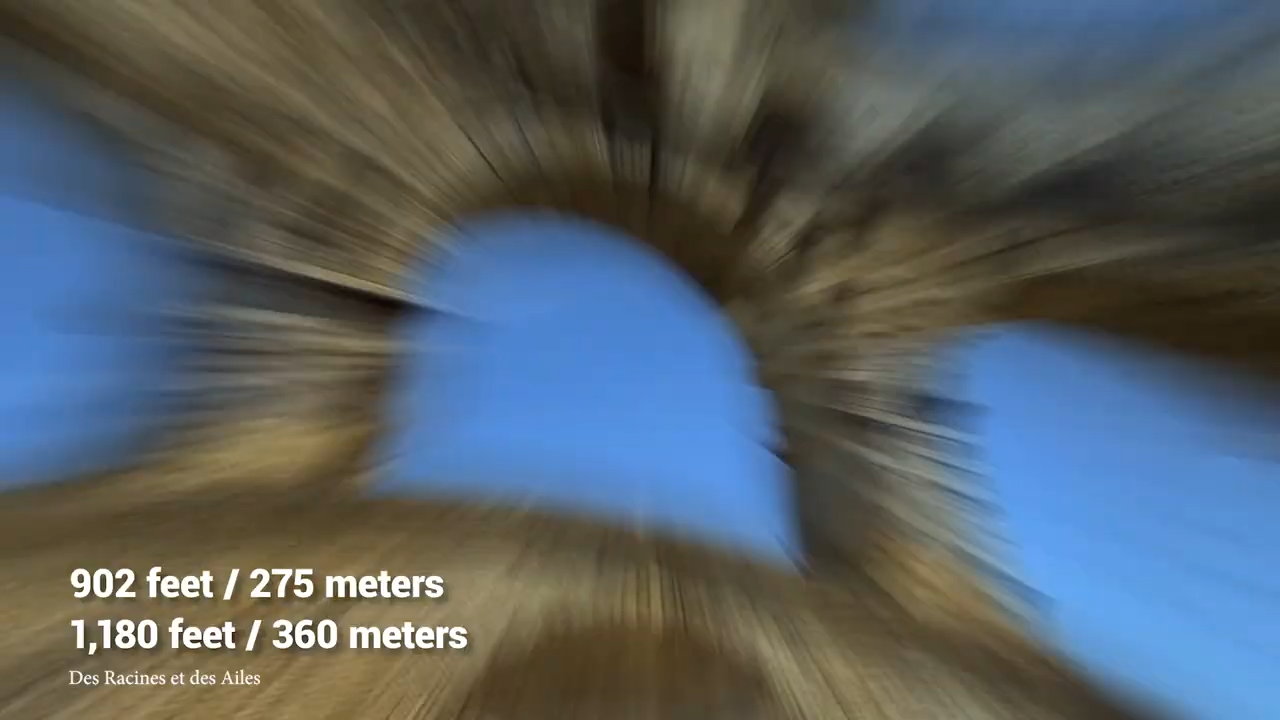 902 feet / 275 meters
1,180 feet / 360 meters
Des Racines et des Ailes